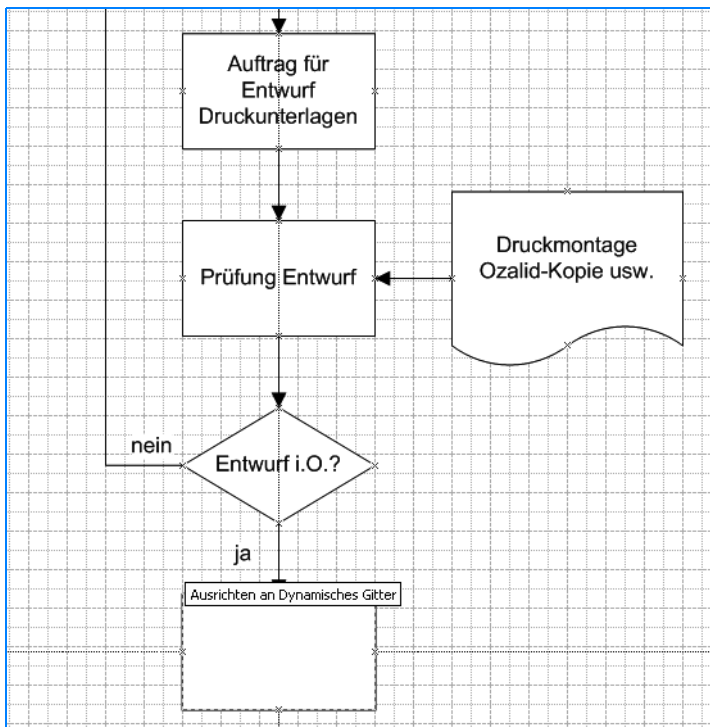 Auftrag für
Entwurf
Druckunterlagen
Prüfung Entwurf
Druckmontage
Ozalid-Kopie usw.
nein
Entwurf i.O.?
ja
Ausrichten an Dynamisches Gitter